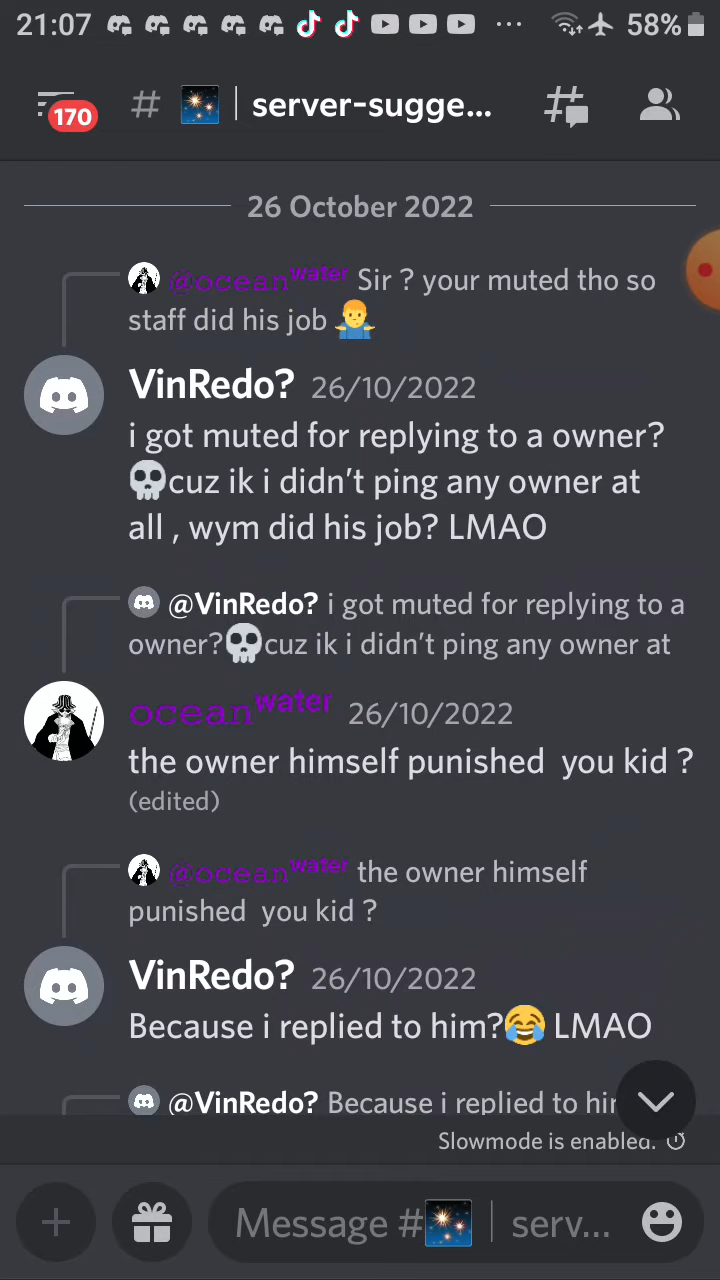 21:07 ... 58%
170 # | server-sugge...
26 October 2022
@oceanwater Sir ? your muted tho so
staff did his job
VinRedo? 26/10/2022
i got muted for replying to a owner?
cuz ik i didn't ping any owner at
all , wym did his job? LMAO
@VinRedo? i got muted for replying to a
owner? cuz ik i didn't ping any owner at
oceanwater 26/10/2022
the owner himself punished you kid ?
(edited)
@oceanwater the owner himself
punished you kid ?
VinRedo? 26/10/2022
Because i replied to him? LMAO
@VinRedo? Because i replied to
Slowmode is enabled.
Message # | serv...